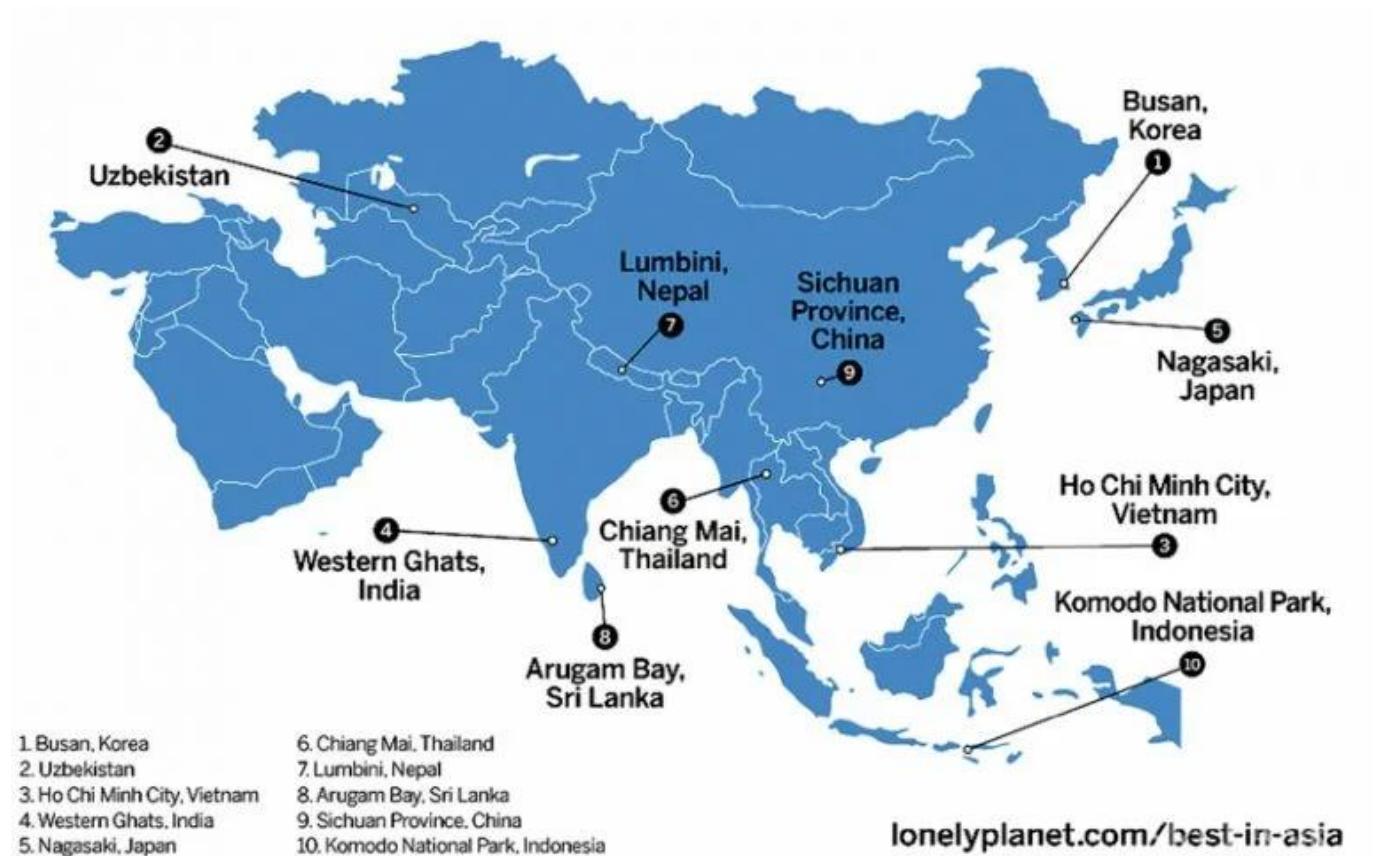 Busan,
Korea
1
2
Uzbekistan
Lumbini,
Nepal
7
Sichuan
Province,
China
9
5
Nagasaki,
Japan
6
Chiang Mai,
Thailand
Ho Chi Minh City,
Vietnam
3
4
Western Ghats,
India
Komodo National Park,
Indonesia
10
8
Arugam Bay,
Sri Lanka
1. Busan, Korea
2. Uzbekistan
3. Ho Chi Minh City, Vietnam
4. Western Ghats, India
5. Nagasaki, Japan
6. Chiang Mai, Thailand
7. Lumbini, Nepal
8. Arugam Bay, Sri Lanka
9. Sichuan Province, China
10. Komodo National Park, Indonesia
lonelyplanet.com/best-in-asia